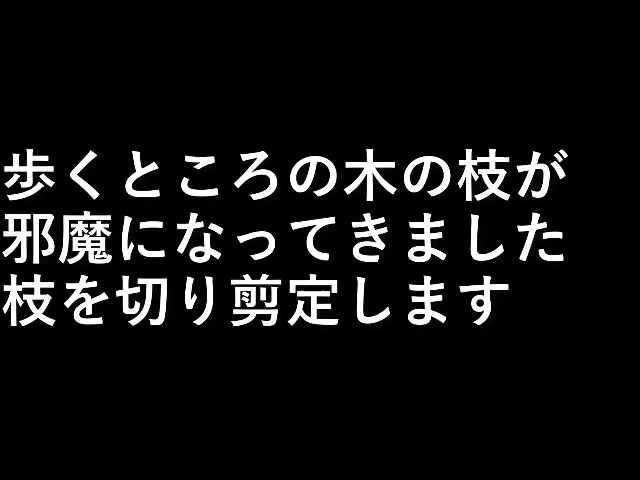 歩くところの木の枝が
邪魔になってきました
枝を切り剪定します